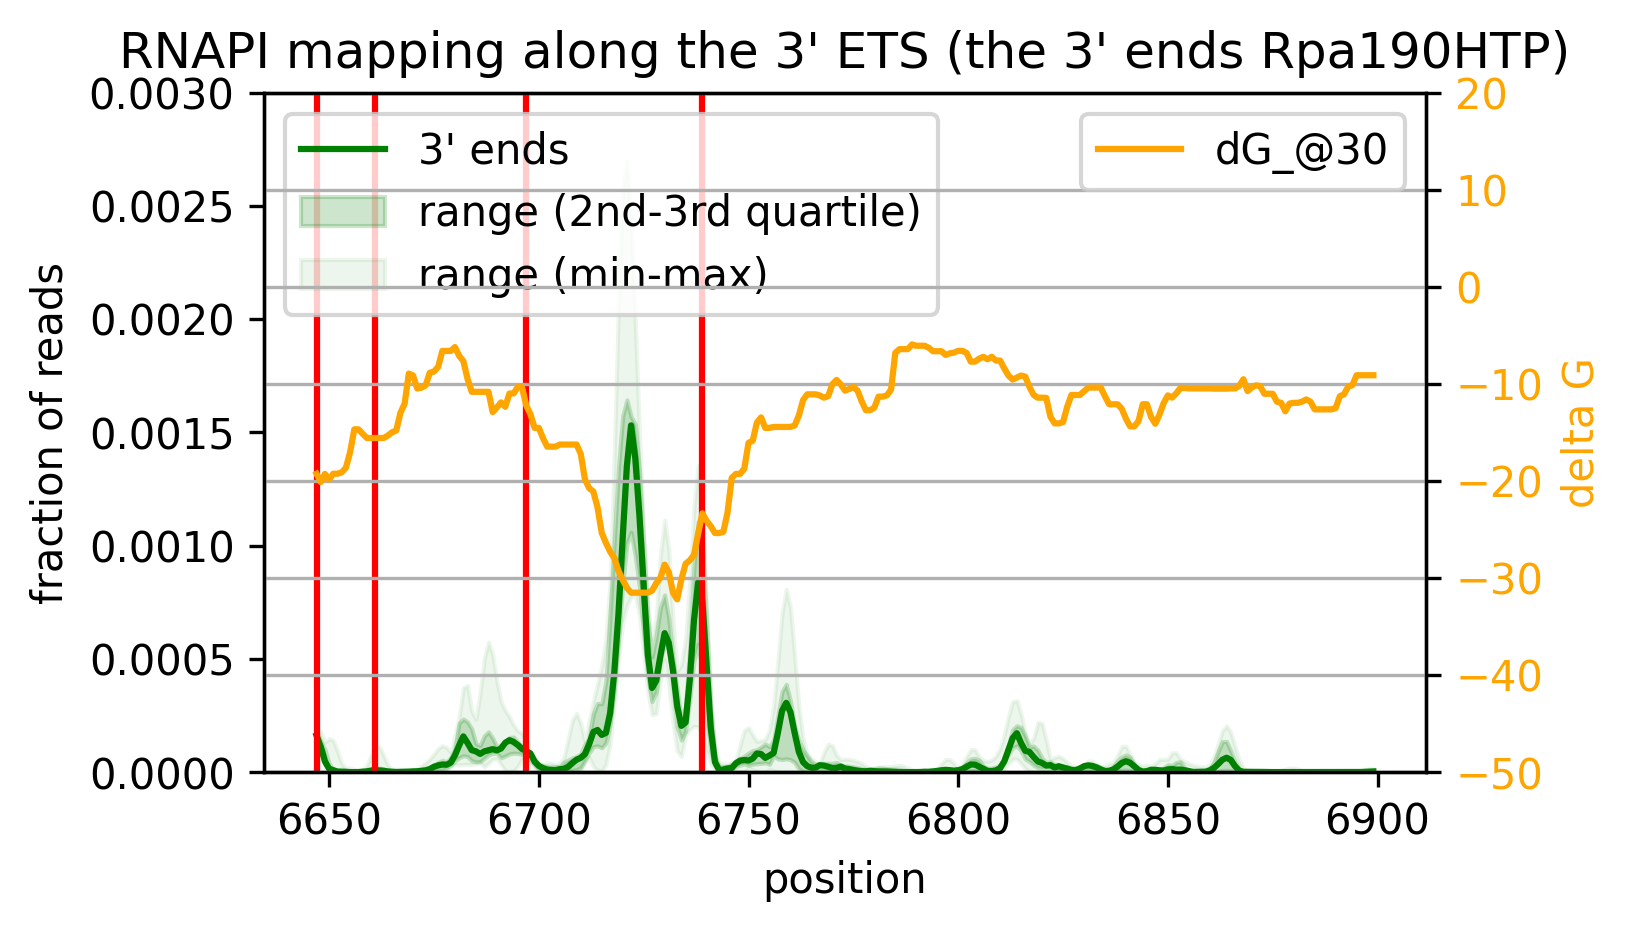 RNAPI mapping along the 3' ETS (the 3' ends Rpa190HTP)
0.0030
0.0025
0.0020
0.0015
0.0010
0.0005
0.0000
fraction of reads
3' ends
range (2nd-3rd quartile)
range (min-max)
dG_@30
20
10
0
−10
−20
−30
−40
−50
delta G
6650 6700 6750 6800 6850 6900
position